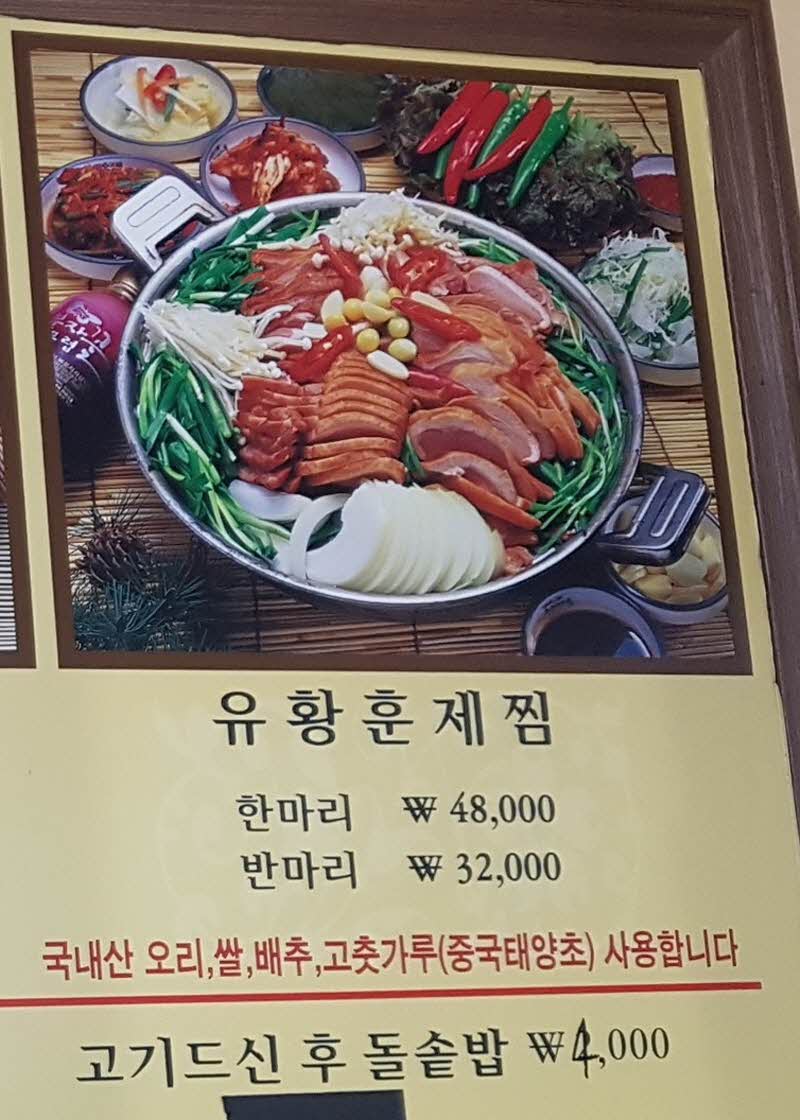 유황훈제찜
한마리 ₩ 48,000
반마리 ₩ 32,000
국내산 오리,쌀,배추,고춧가루(중국태양초) 사용합니다
고기드신 후 돌솥밥 ₩4,000